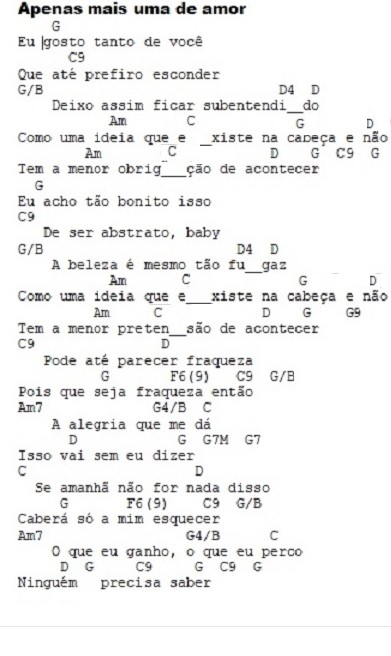 Apenas mais uma de amor
G
Eu gosto tanto de você
C9
Que até prefiro esconder
G/B D4 D
Deixo assim ficar subentendi__do
Am C G D
Como uma ideia que e __xiste na cabeça e não
Am C D G C9 G
Tem a menor obrig___ção de acontecer
G
Eu acho tão bonito isso
C9
De ser abstrato, baby
G/B D4 D
A beleza é mesmo tão fu__gaz
Am C G D
Como uma ideia que e___xiste na cabeça e não
Am C D G G9
Tem a menor preten__são de acontecer
C9 D
Pode até parecer fraqueza
G F6(9) C9 G/B
Pois que seja fraqueza então
Am7 G4/B C
A alegria que me dá
D G G7M G7
Isso vai sem eu dizer
C D
Se amanhã não for nada disso
G F6(9) C9 G/B
Caberá só a mim esquecer
Am7 G4/B C
O que eu ganho, o que eu perco
D G C9 G C9 G
Ninguém precisa saber